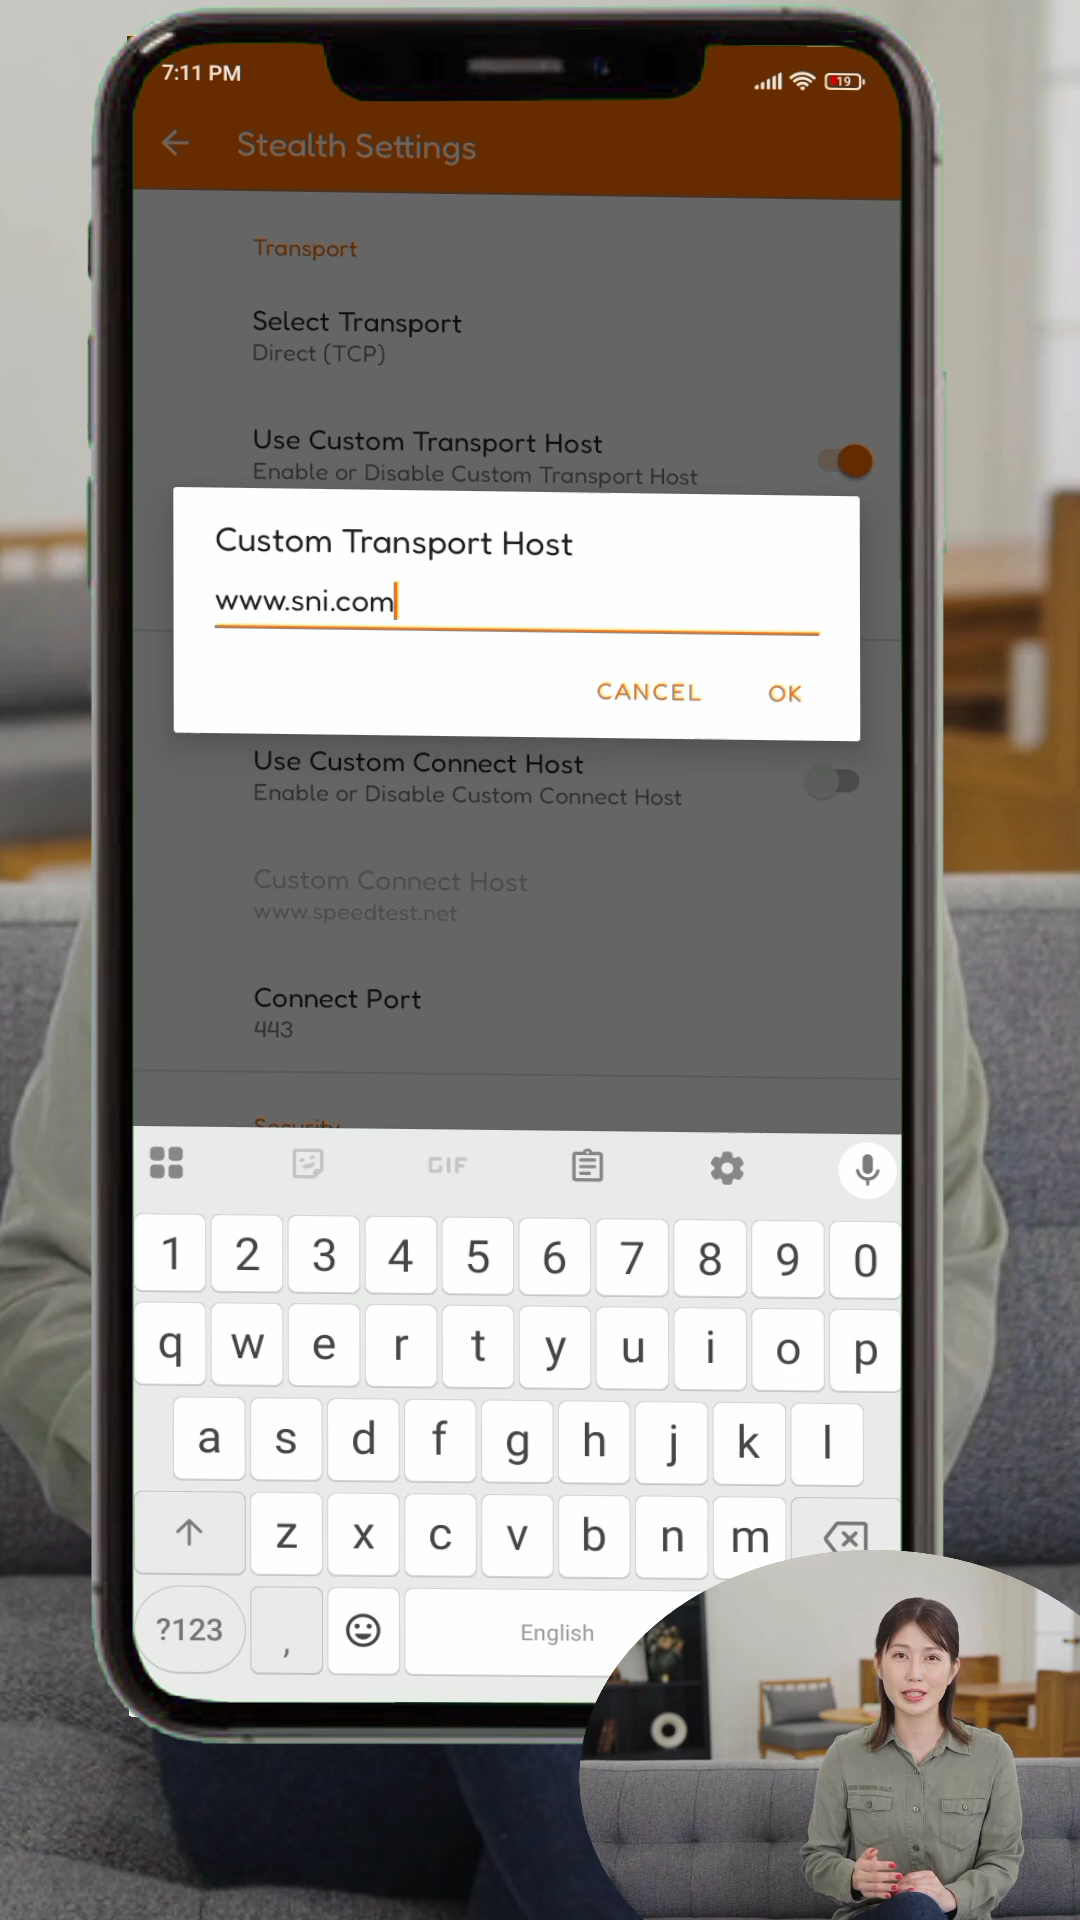 7:11 PM
19
Stealth Settings
Transport
Select Transport
Direct (TCP)
Use Custom Transport Host
Enable or Disable Custom Transport Host
Custom Transport Host
www.sni.com
CANCEL
OK
Use Custom Connect Host
Enable or Disable Custom Connect Host
Custom Connect Host
www.speedtest.net
Connect Port
443
Security
GIF
1 2 3 4 5 6 7 8 9 0
q w e r t y u i o p
a s d f g h j k l
z x c v b n m
?123 , English